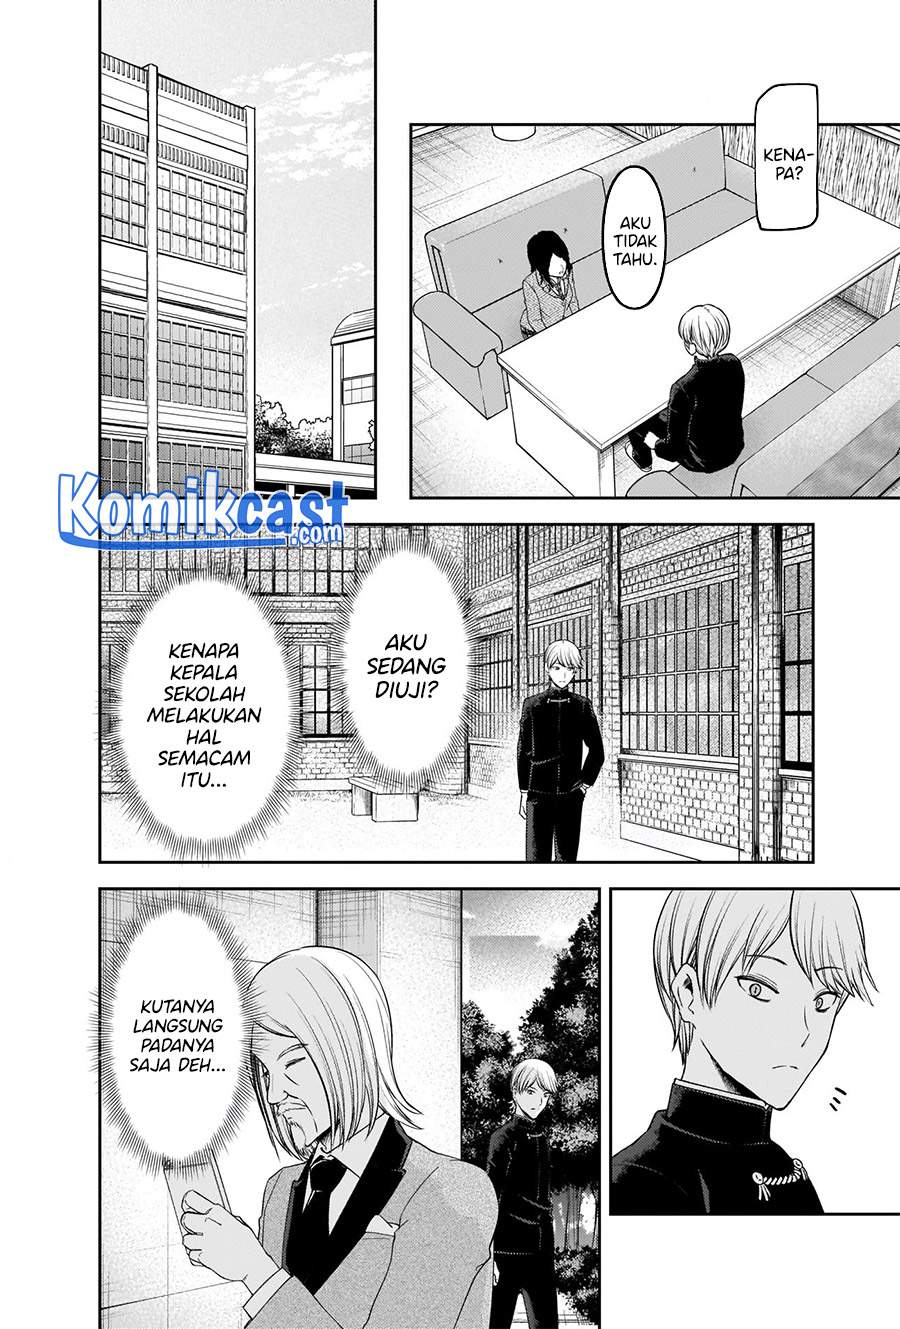 KENA-
PA?
AKU
TIDAK
TAHU.
Komikcast
.com
AKU
SEDANG
DIUJI?
KENAPA
KEPALA
SEKOLAH
MELAKUKAN
HAL
SEMACAM
ITU...
KUTANYA
LANGSUNG
PADANYA
SAJA DEH...